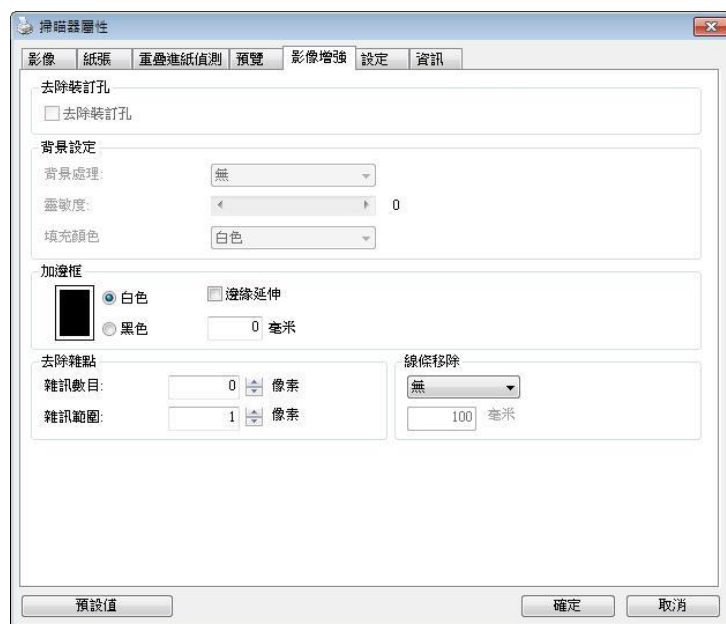 掃瞄器屬性
影像 紙張 重疊進紙偵測 預覽 影像增強 設定 資訊
去除裝訂孔
去除裝訂孔
背景設定
背景處理: 無
靈敏度: 0
填充顏色 白色
加邊框
白色 邊緣延伸
黑色 0 毫米
去除雜點
雜訊數目: 0 像素
雜訊範圍: 1 像素
線條移除
無
100 毫米
預設值 確定 取消